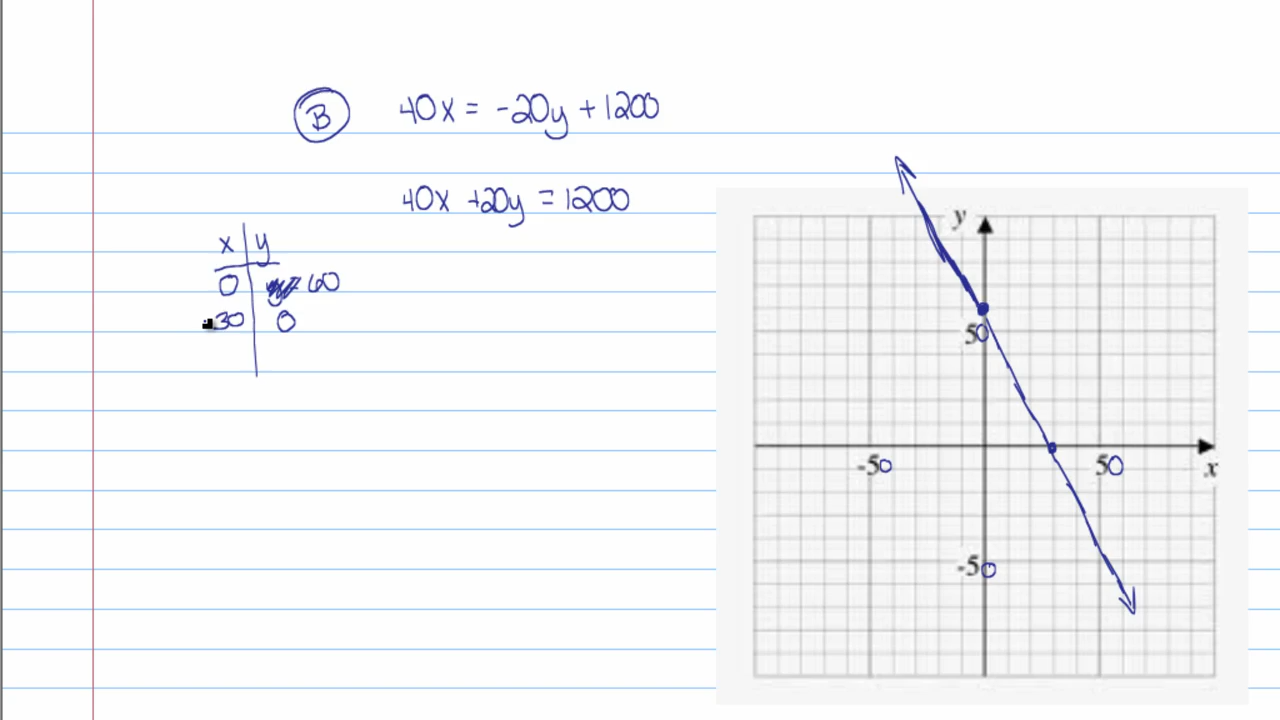 B 40x = -20y + 1200
40x + 20y = 1200
x y
0 60
30 0
y
50
-50 50 x
-50